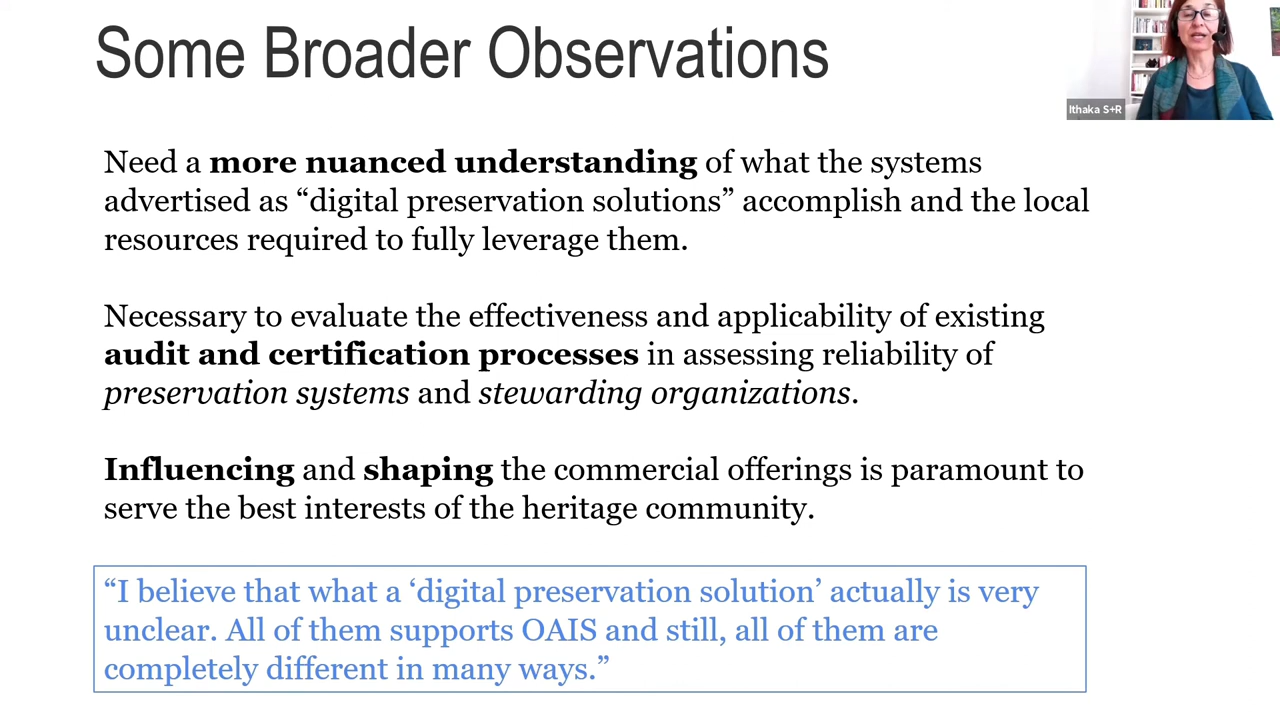 Some Broader Observations
Ithaka S+R
Need a more nuanced understanding of what the systems
advertised as “digital preservation solutions” accomplish and the local
resources required to fully leverage them.
Necessary to evaluate the effectiveness and applicability of existing
audit and certification processes in assessing reliability of
preservation systems and stewarding organizations.
Influencing and shaping the commercial offerings is paramount to
serve the best interests of the heritage community.
“I believe that what a ‘digital preservation solution’ actually is very
unclear. All of them supports OAIS and still, all of them are
completely different in many ways.”